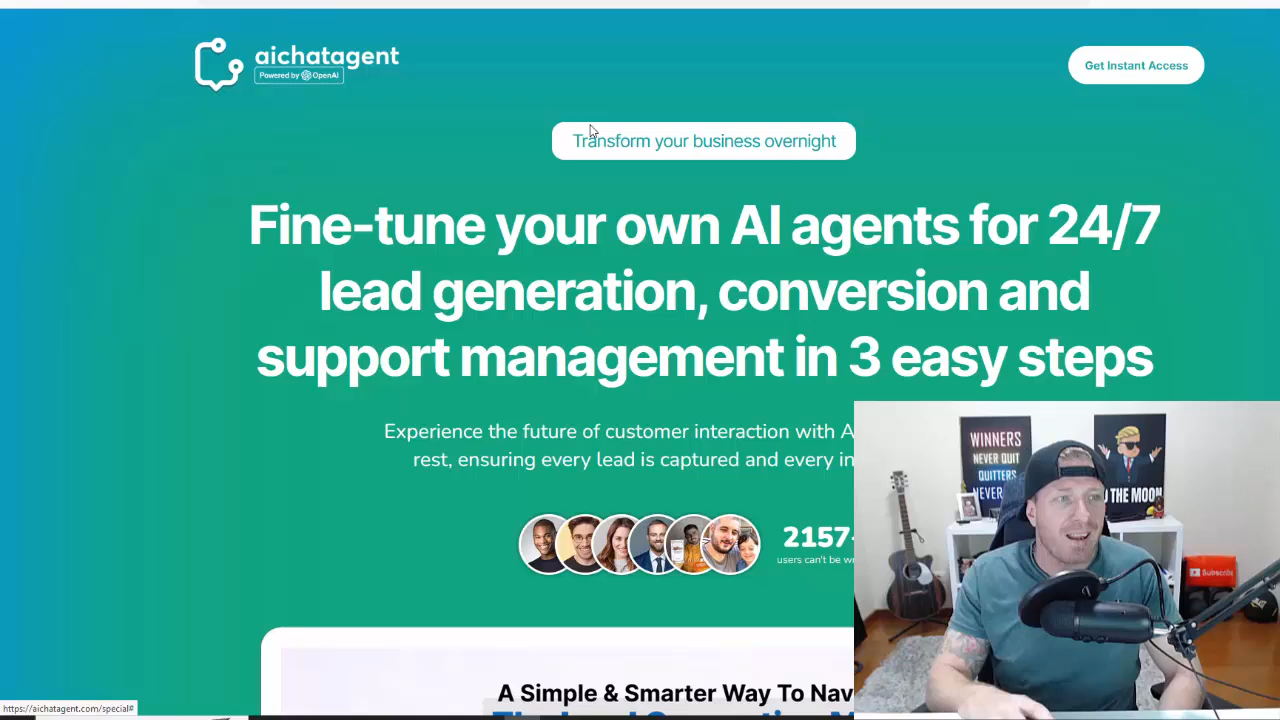 aichatagent
Powered by OpenAI
Get Instant Access
Transform your business overnight
Fine-tune your own AI agents for 24/7
lead generation, conversion and
support management in 3 easy steps
Experience the future of customer interaction with
rest, ensuring every lead is captured and every
2157
users can't be
WINNERS
NEVER QUIT
QUITTERS
THE MOON
Subscribe
A Simple & Smarter Way To
https://aichatagent.com/special#